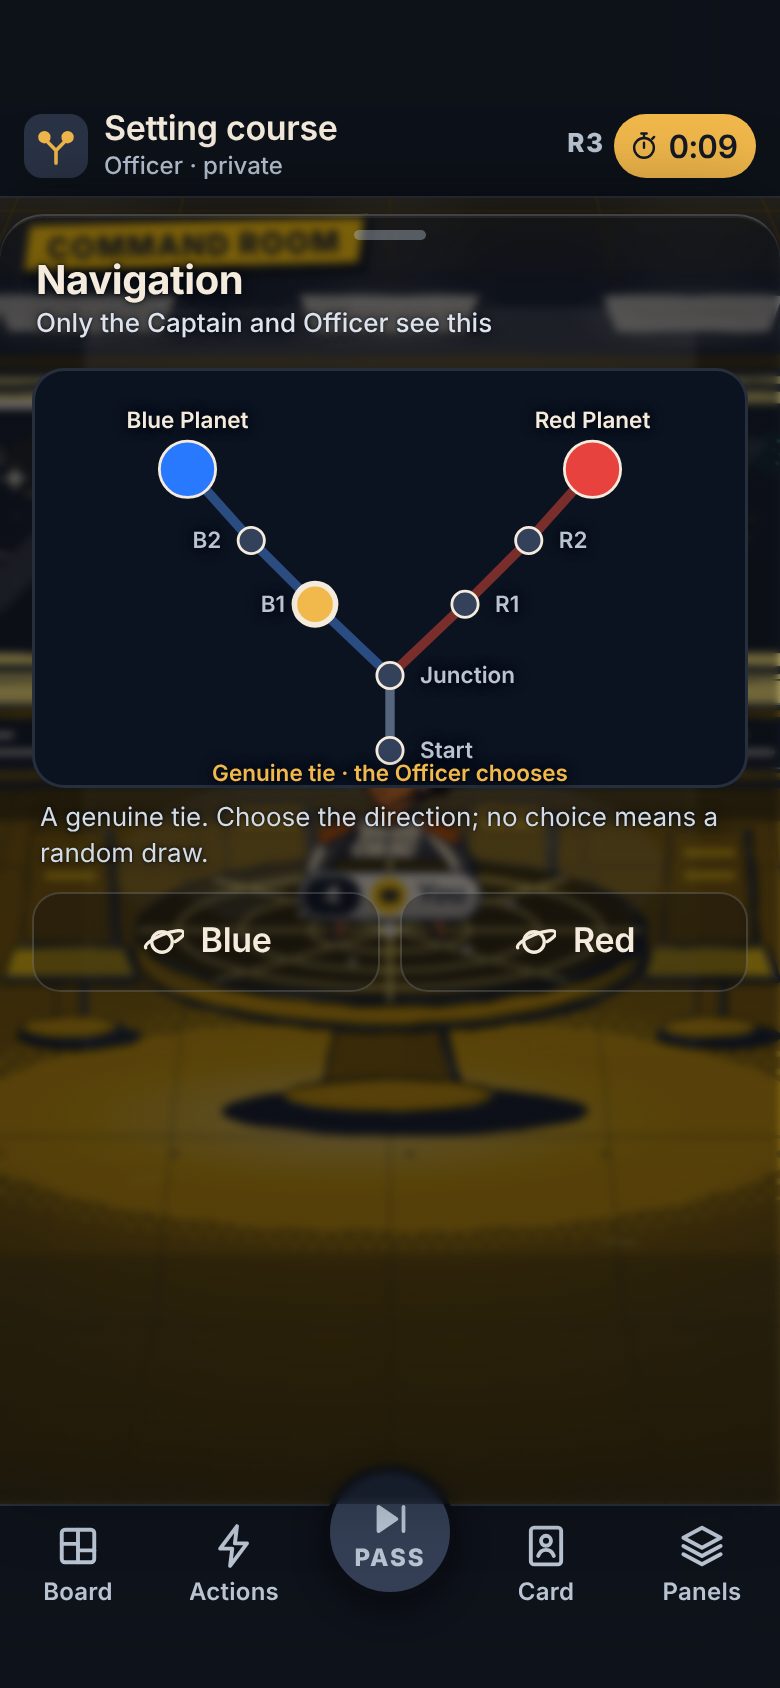 Setting course
Officer · private
R3
0:09
COMMAND ROOM
Navigation
Only the Captain and Officer see this
Blue Planet
Red Planet
B2
R2
B1
R1
Junction
Start
Genuine tie · the Officer chooses
A genuine tie. Choose the direction; no choice means a
random draw.
Blue
Red
Board
Actions
PASS
Card
Panels